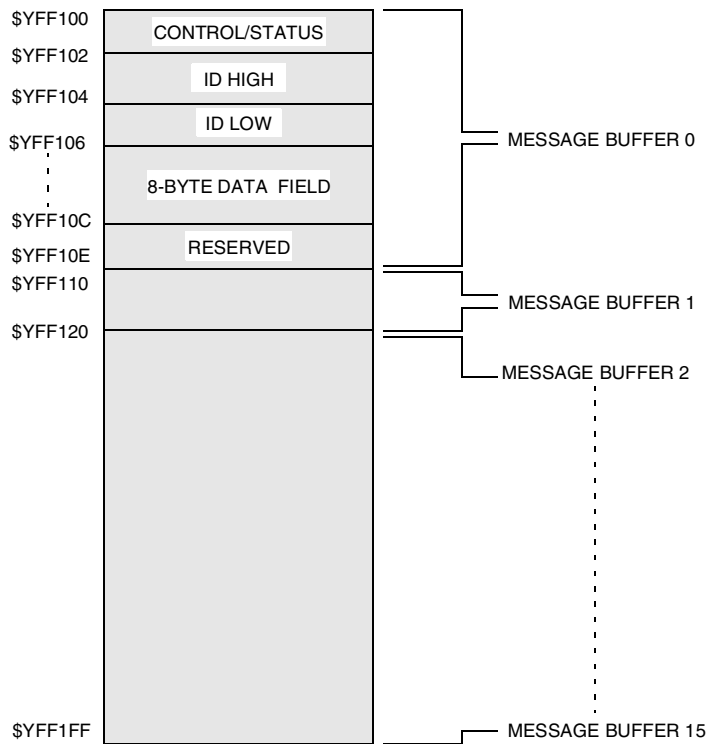 $YFF100
CONTROL/STATUS
$YFF102
ID HIGH
$YFF104
ID LOW
$YFF106
MESSAGE BUFFER 0
8-BYTE DATA FIELD
$YFF10C
RESERVED
$YFF10E
$YFF110
MESSAGE BUFFER 1
$YFF120
MESSAGE BUFFER 2
$YFF1FF
MESSAGE BUFFER 15